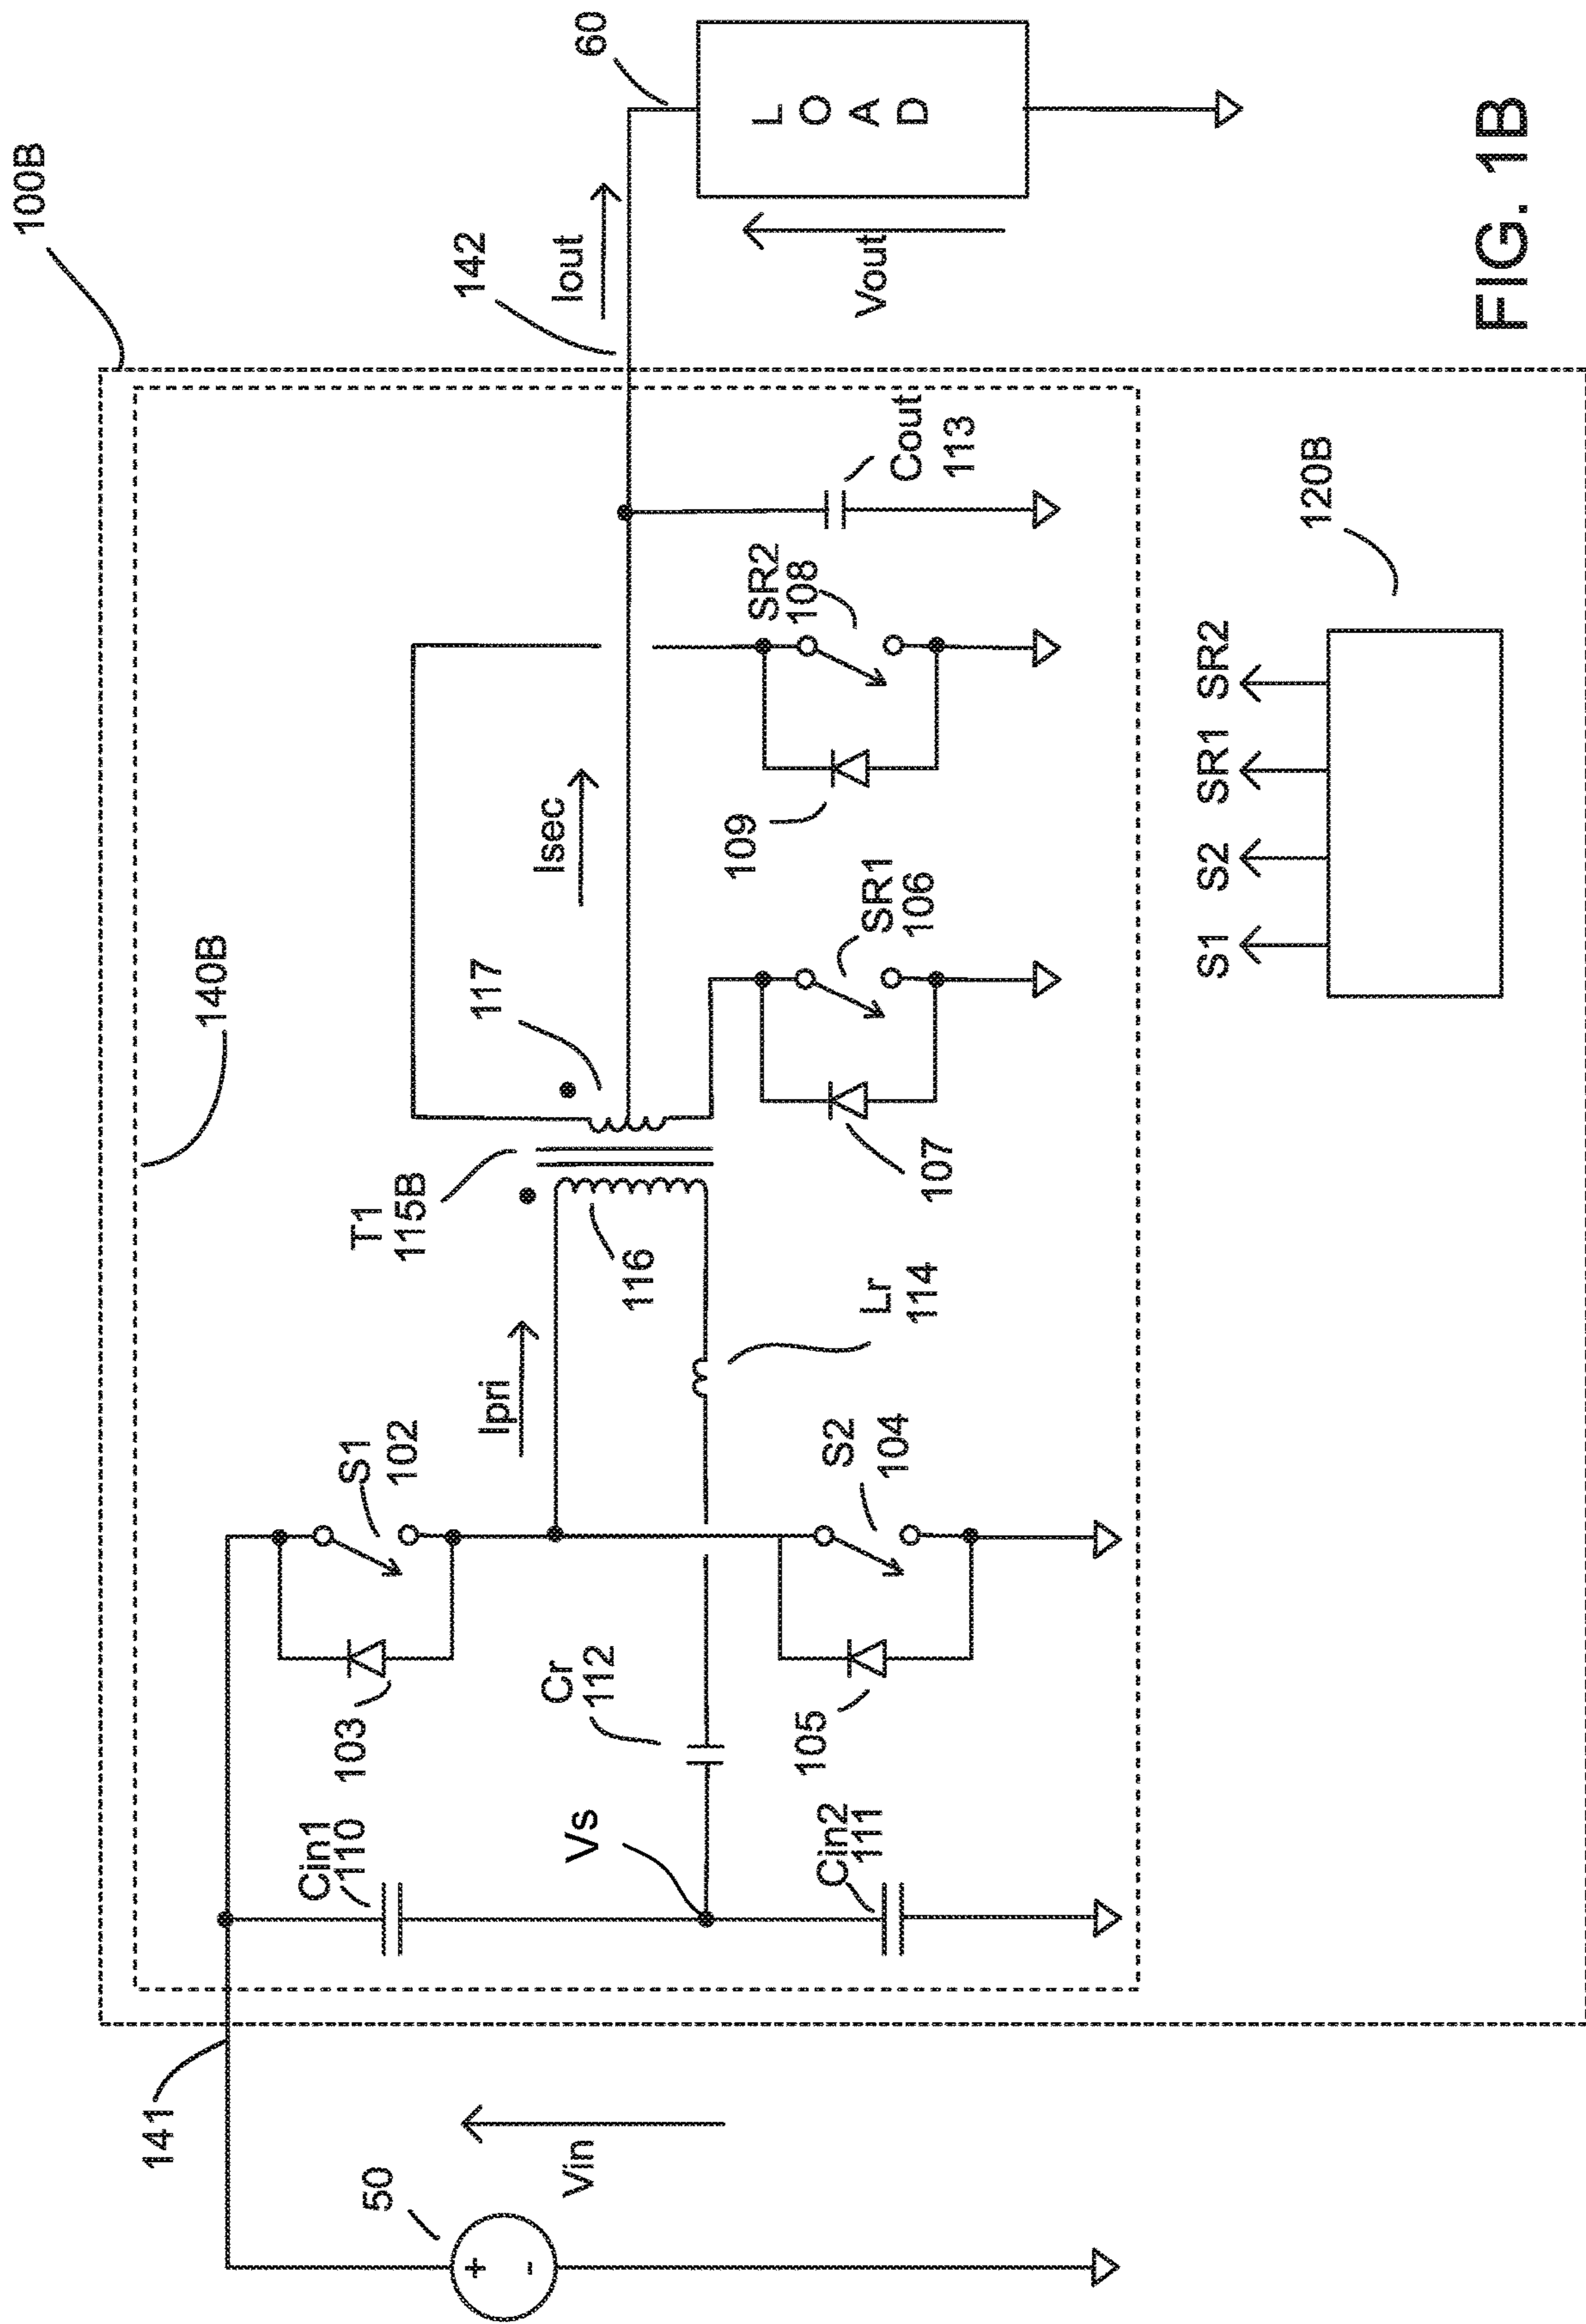 100B
140B
141
50
+
-
Vin
Cin1
110
Vs
Cin2
111
Cr
112
103
S1
102
105
S2
104
Ipri
Lr
114
T1
115B
116
117
107
SR1
106
Isec
109
SR2
108
Cout
113
142
Iout
60
LOAD
Vout
S1 S2 SR1 SR2
120B
FIG. 1B